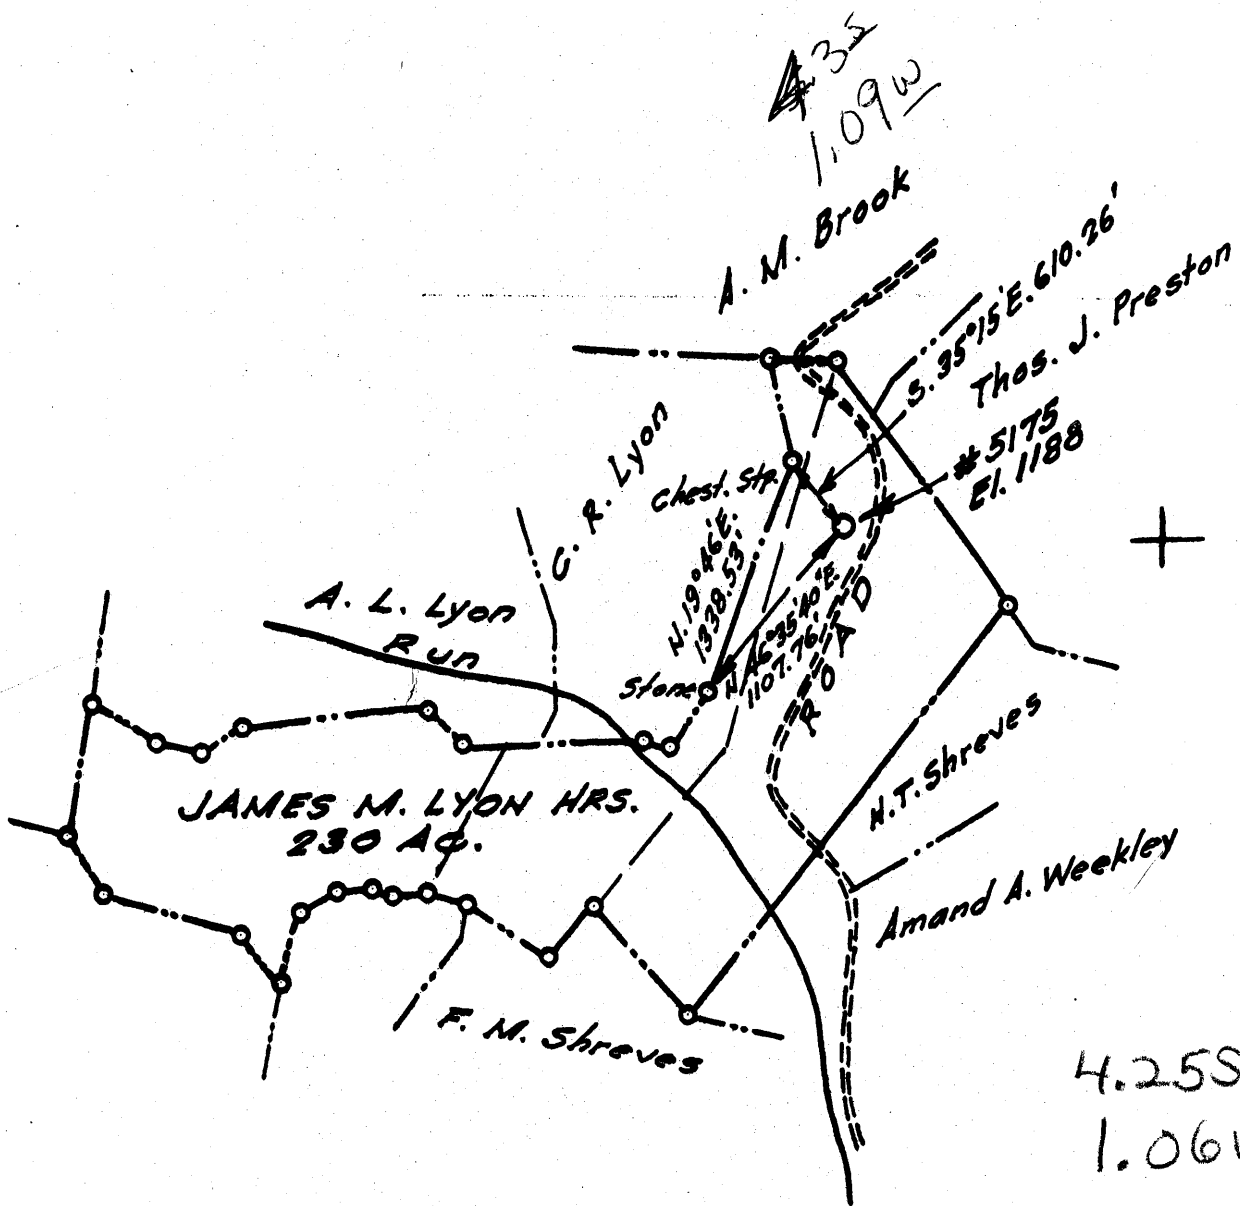 4.35
1.09W
A. M. Brook
S. 35°15'E. 610.26'
Thos. J. Preston
# 5175
El. 1188
C. R. Lyon
Chest. Stp.
N. 19°46'E.
1338.53'
N. 46°35'40"E.
1107.76'
ROAD
A. L. Lyon
Run
Stone
H. T. Shreves
JAMES M. LYON HRS.
230 AC.
Amand A. Weekley
F. M. Shreves
4.25S
1.06